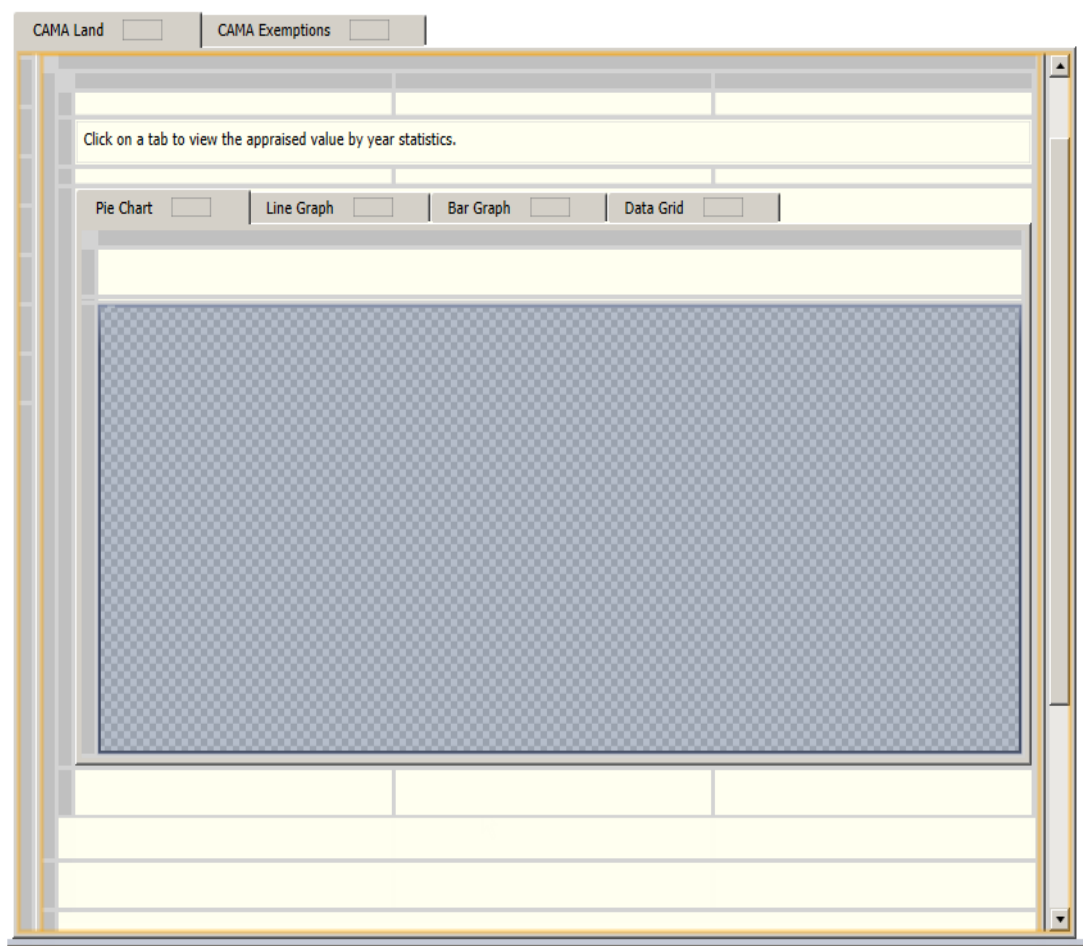 CAMA Land CAMA Exemptions
Click on a tab to view the appraised value by year statistics.
Pie Chart Line Graph Bar Graph Data Grid